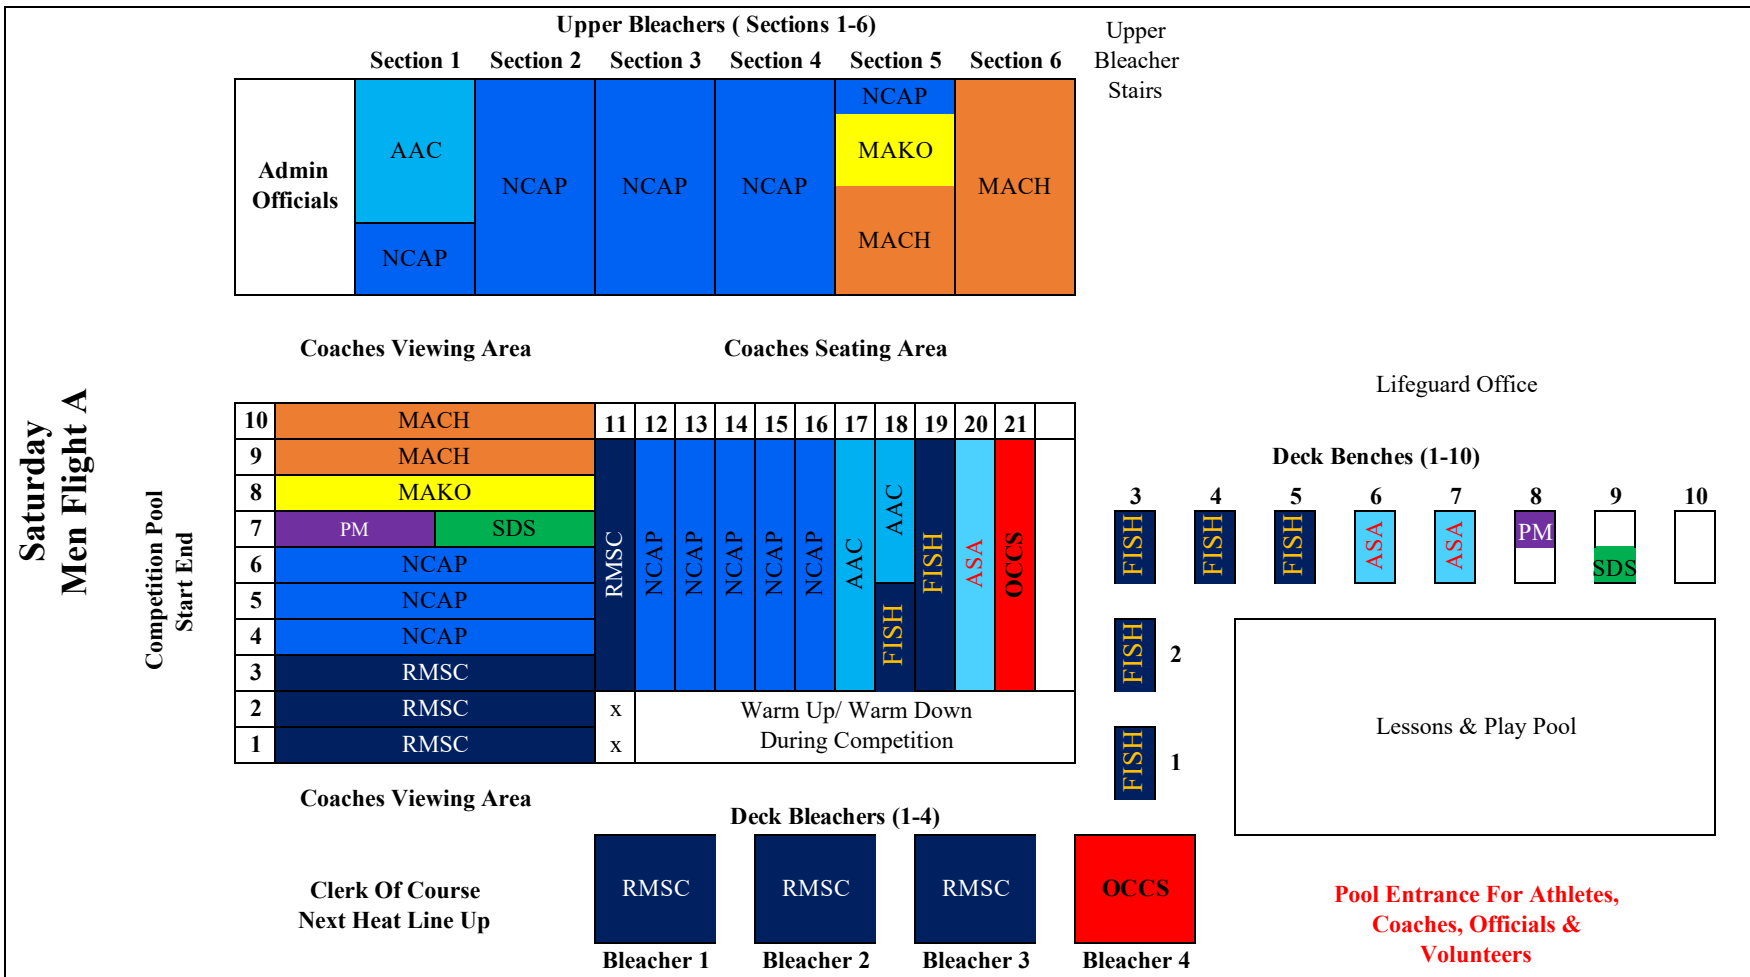 Upper Bleachers ( Sections 1-6)
Upper
Bleacher
Stairs
Section 1 Section 2 Section 3 Section 4 Section 5 Section 6
Admin
Officials
AAC
NCAP
NCAP
NCAP
NCAP
NCAP
MAKO
MACH
MACH
Coaches Viewing Area
Coaches Seating Area
Saturday
Men Flight A
Competition Pool
Start End
10 MACH
9 MACH
8 MAKO
7 PM SDS
6 NCAP
5 NCAP
4 NCAP
3 RMSC
2 RMSC
1 RMSC
11 12 13 14 15 16 17 18 19 20 21
RMSC
NCAP
NCAP
NCAP
NCAP
NCAP
AAC
AAC
FISH
FISH
ASA
OCCS
x
x
Warm Up/ Warm Down
During Competition
Lifeguard Office
Deck Benches (1-10)
3 4 5 6 7 8 9 10
FISH
FISH
FISH
ASA
ASA
PM
SDS
FISH
2
FISH
1
Lessons & Play Pool
Coaches Viewing Area
Deck Bleachers (1-4)
Clerk Of Course
Next Heat Line Up
RMSC
RMSC
RMSC
OCCS
Bleacher 1 Bleacher 2 Bleacher 3 Bleacher 4
Pool Entrance For Athletes,
Coaches, Officials &
Volunteers